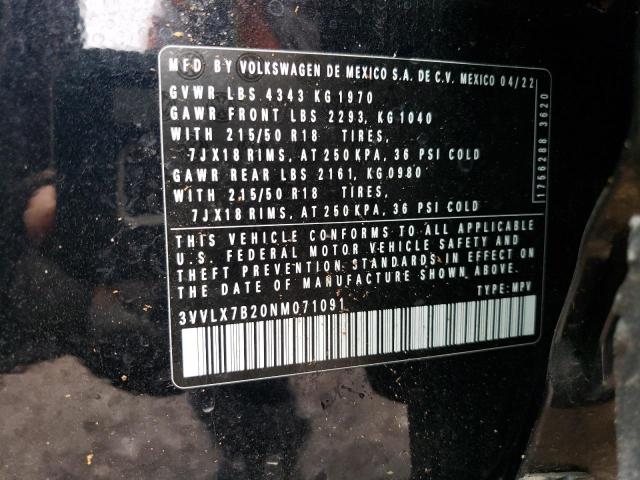 MFD BY VOLKSWAGEN DE MEXICO S.A. DE C.V. MEXICO 04/22
GVWR LBS 4343 KG 1970
GAWR FRONT LBS 2293, KG 1040
WITH 215/50 R18 TIRES,
7JX18 RIMS, AT 250 KPA, 36 PSI COLD
GAWR REAR LBS 2161, KG 0980
WITH 215/50 R18 TIRES,
7JX18 RIMS, AT 250 KPA, 36 PSI COLD
1756288 3620
THIS VEHICLE CONFORMS TO ALL APPLICABLE
U.S. FEDERAL MOTOR VEHICLE SAFETY AND
THEFT PREVENTION STANDARDS IN EFFECT ON
THE DATE OF MANUFACTURE SHOWN ABOVE.
3VVLX7B20NM071091 TYPE: MPV